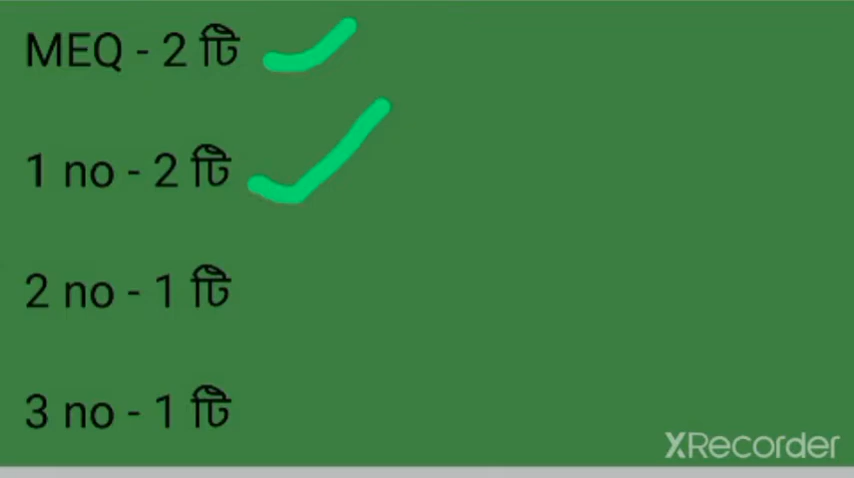 MEQ - 2 টি
1 no - 2 টি
2 no - 1 টি
3 no - 1 টি
XRecorder